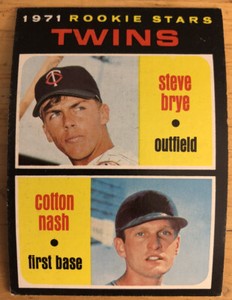 1971 ROOKIE STARS
TWINS
steve
brye
•
outfield
cotton
nash
•
first base